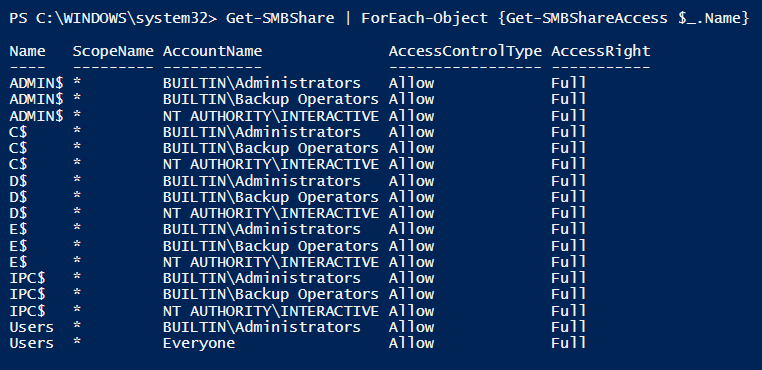 PS C:\WINDOWS\system32> Get-SMBShare | ForEach-Object {Get-SMBShareAccess $_.Name}
Name ScopeName AccountName AccessControlType AccessRight
---- --------- ----------- ----------------- -----------
ADMIN$ * BUILTIN\Administrators Allow Full
ADMIN$ * BUILTIN\Backup Operators Allow Full
ADMIN$ * NT AUTHORITY\INTERACTIVE Allow Full
C$ * BUILTIN\Administrators Allow Full
C$ * BUILTIN\Backup Operators Allow Full
C$ * NT AUTHORITY\INTERACTIVE Allow Full
D$ * BUILTIN\Administrators Allow Full
D$ * BUILTIN\Backup Operators Allow Full
D$ * NT AUTHORITY\INTERACTIVE Allow Full
E$ * BUILTIN\Administrators Allow Full
E$ * BUILTIN\Backup Operators Allow Full
E$ * NT AUTHORITY\INTERACTIVE Allow Full
IPC$ * BUILTIN\Administrators Allow Full
IPC$ * BUILTIN\Backup Operators Allow Full
IPC$ * NT AUTHORITY\INTERACTIVE Allow Full
Users * BUILTIN\Administrators Allow Full
Users * Everyone Allow Full